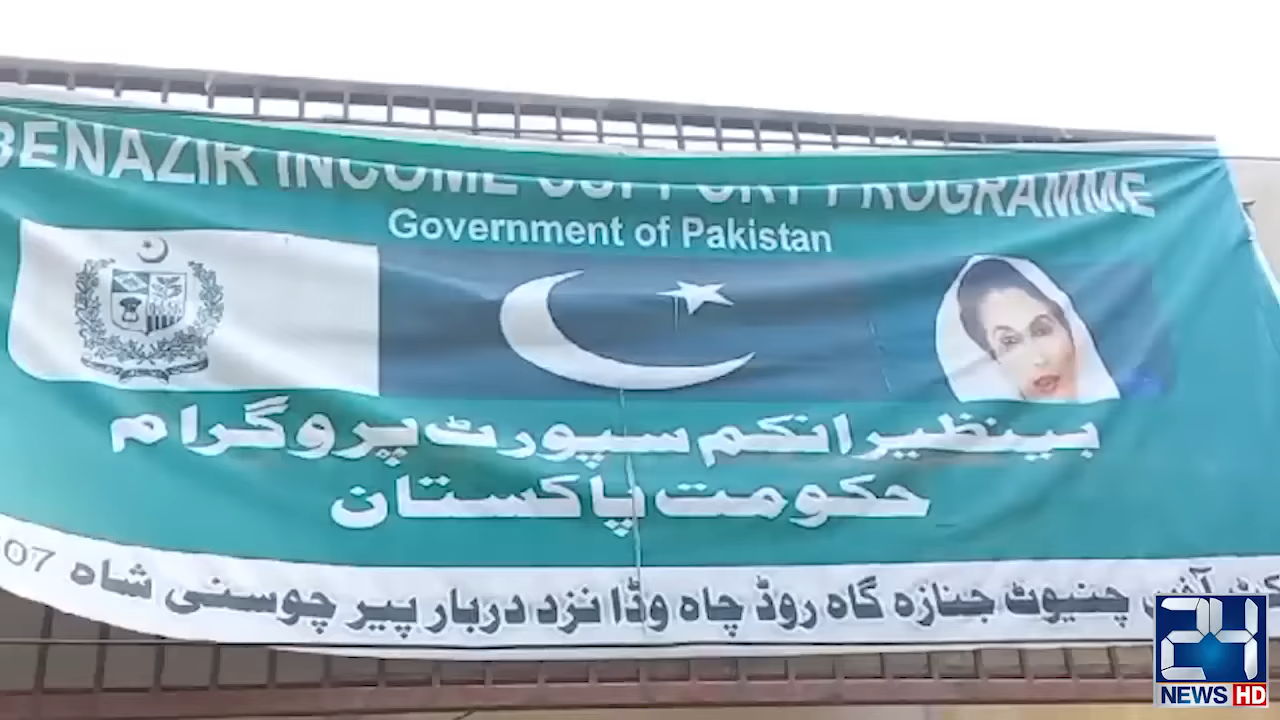 BENAZIR INCOME SUPPORT PROGRAMME
Government of Pakistan
بینظیر انکم سپورٹ پروگرام
حکومت پاکستان
چنیوٹ جنازہ گاہ روڈ چاہ وڈا نزد دربار پیر چوسنی شاہ 07
24
NEWS HD